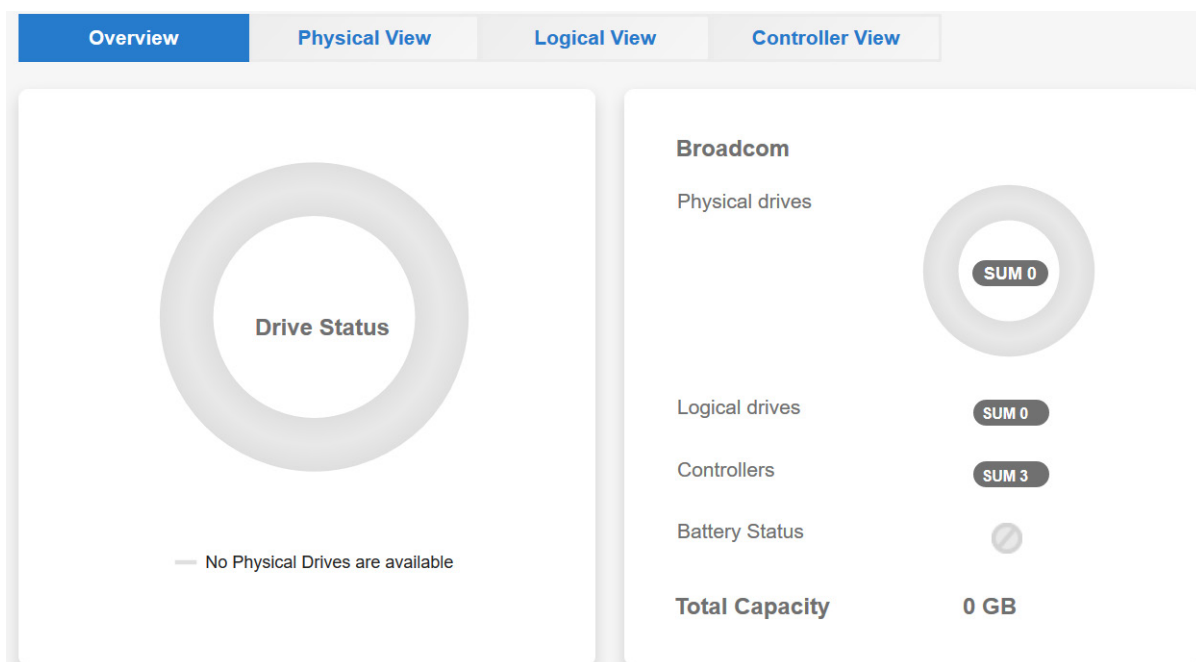 Overview Physical View Logical View Controller View
Drive Status
No Physical Drives are available
Broadcom
Physical drives
SUM 0
Logical drives SUM 0
Controllers SUM 3
Battery Status
Total Capacity 0 GB